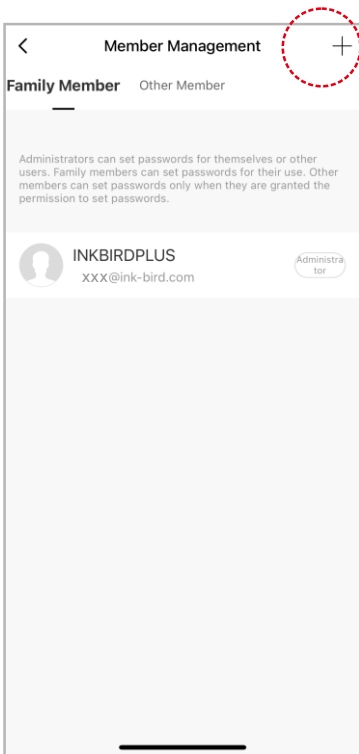 Member Management
Family Member Other Member
Administrators can set passwords for themselves or other
users. Family members can set passwords for their use. Other
members can set passwords only when they are granted the
permission to set passwords.
INKBIRDPLUS
XXX@ink-bird.com
Administra
tor